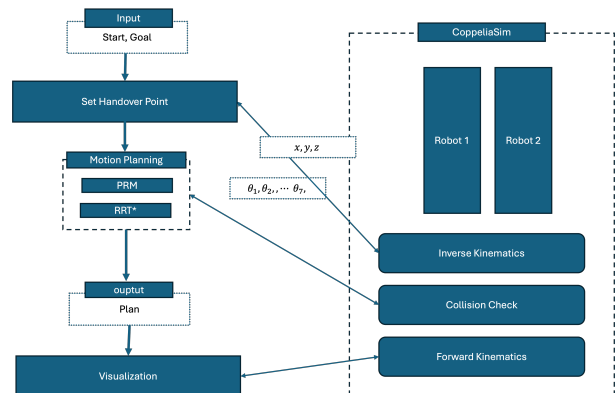 Input
Start, Goal
Set Handover Point
Motion Planning
PRM
RRT*
ouptut
Plan
Visualization
x, y, z
θ₁, θ₂, , ⋯ θ₇,
CoppeliaSim
Robot 1
Robot 2
Inverse Kinematics
Collision Check
Forward Kinematics